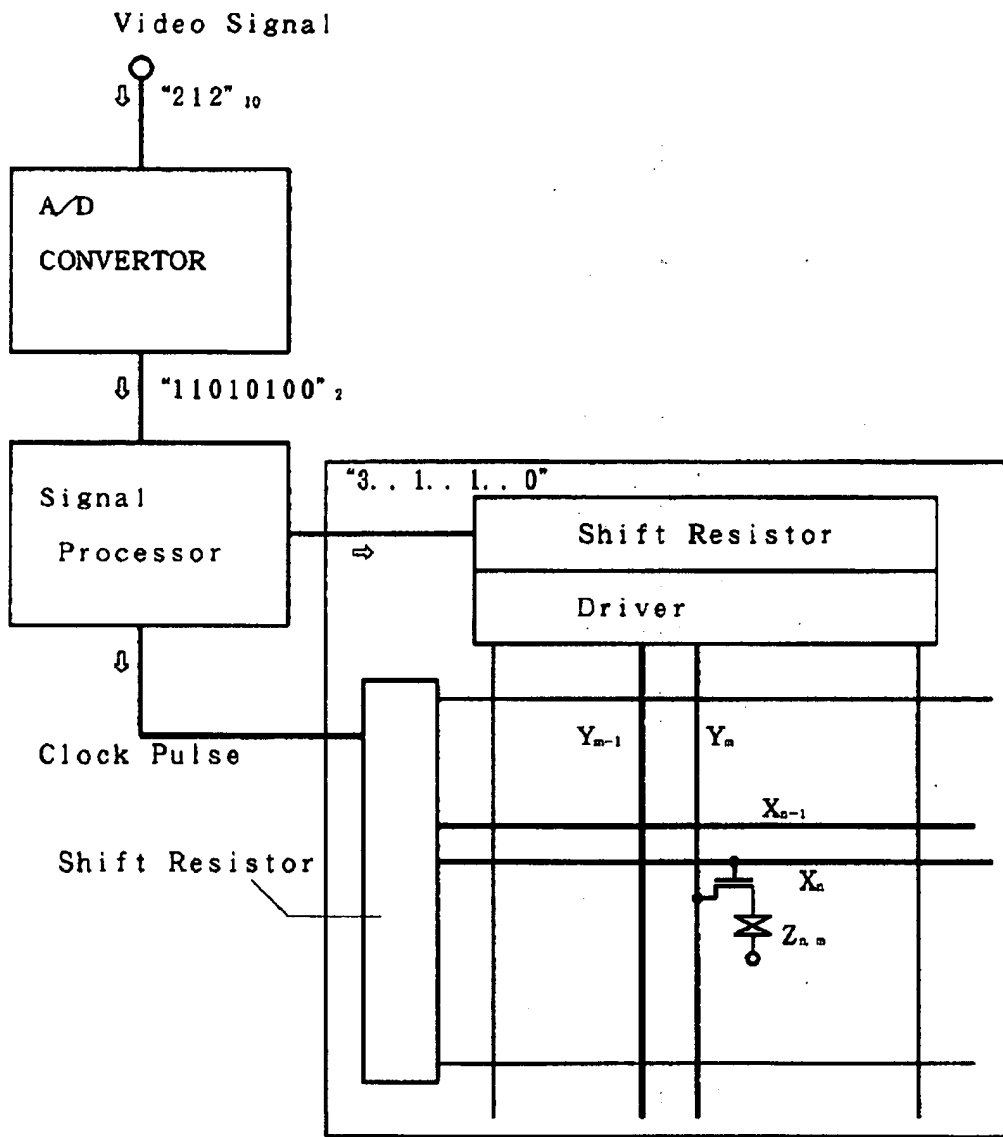 Video Signal
"212" 10
A/D
CONVERTOR
"11010100" 2
Signal
Processor
"3. . 1. . 1. . 0"
Shift Resistor
Driver
Clock Pulse
Ym-1
Ym
Xn-1
Shift Resistor
Xn
Zn, m